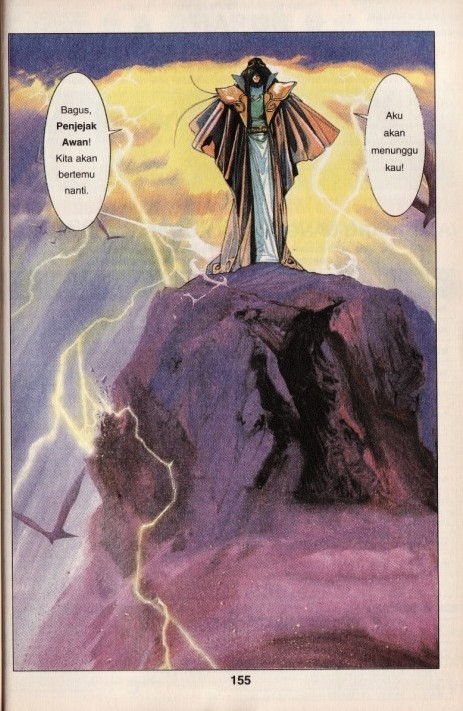 Bagus,
Penjejak
Awan!
Kita akan
bertemu
nanti.
Aku
akan
menunggu
kau!
155